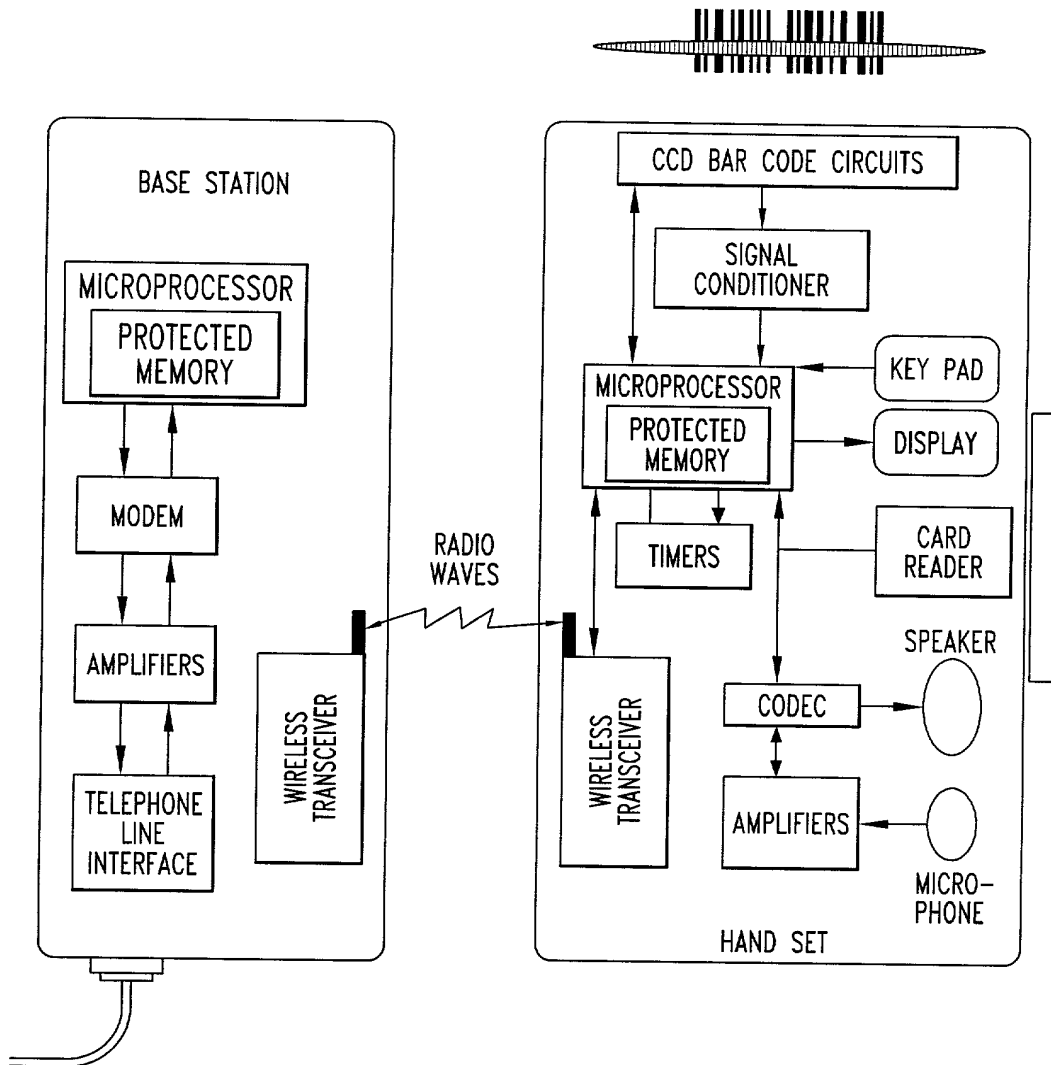 BASE STATION
MICROPROCESSOR
PROTECTED
MEMORY
MODEM
AMPLIFIERS
TELEPHONE
LINE
INTERFACE
WIRELESS
TRANSCEIVER
RADIO
WAVES
CCD BAR CODE CIRCUITS
SIGNAL
CONDITIONER
MICROPROCESSOR
PROTECTED
MEMORY
KEY PAD
DISPLAY
TIMERS
CARD
READER
SPEAKER
CODEC
WIRELESS
TRANSCEIVER
AMPLIFIERS
MICRO-
PHONE
HAND SET